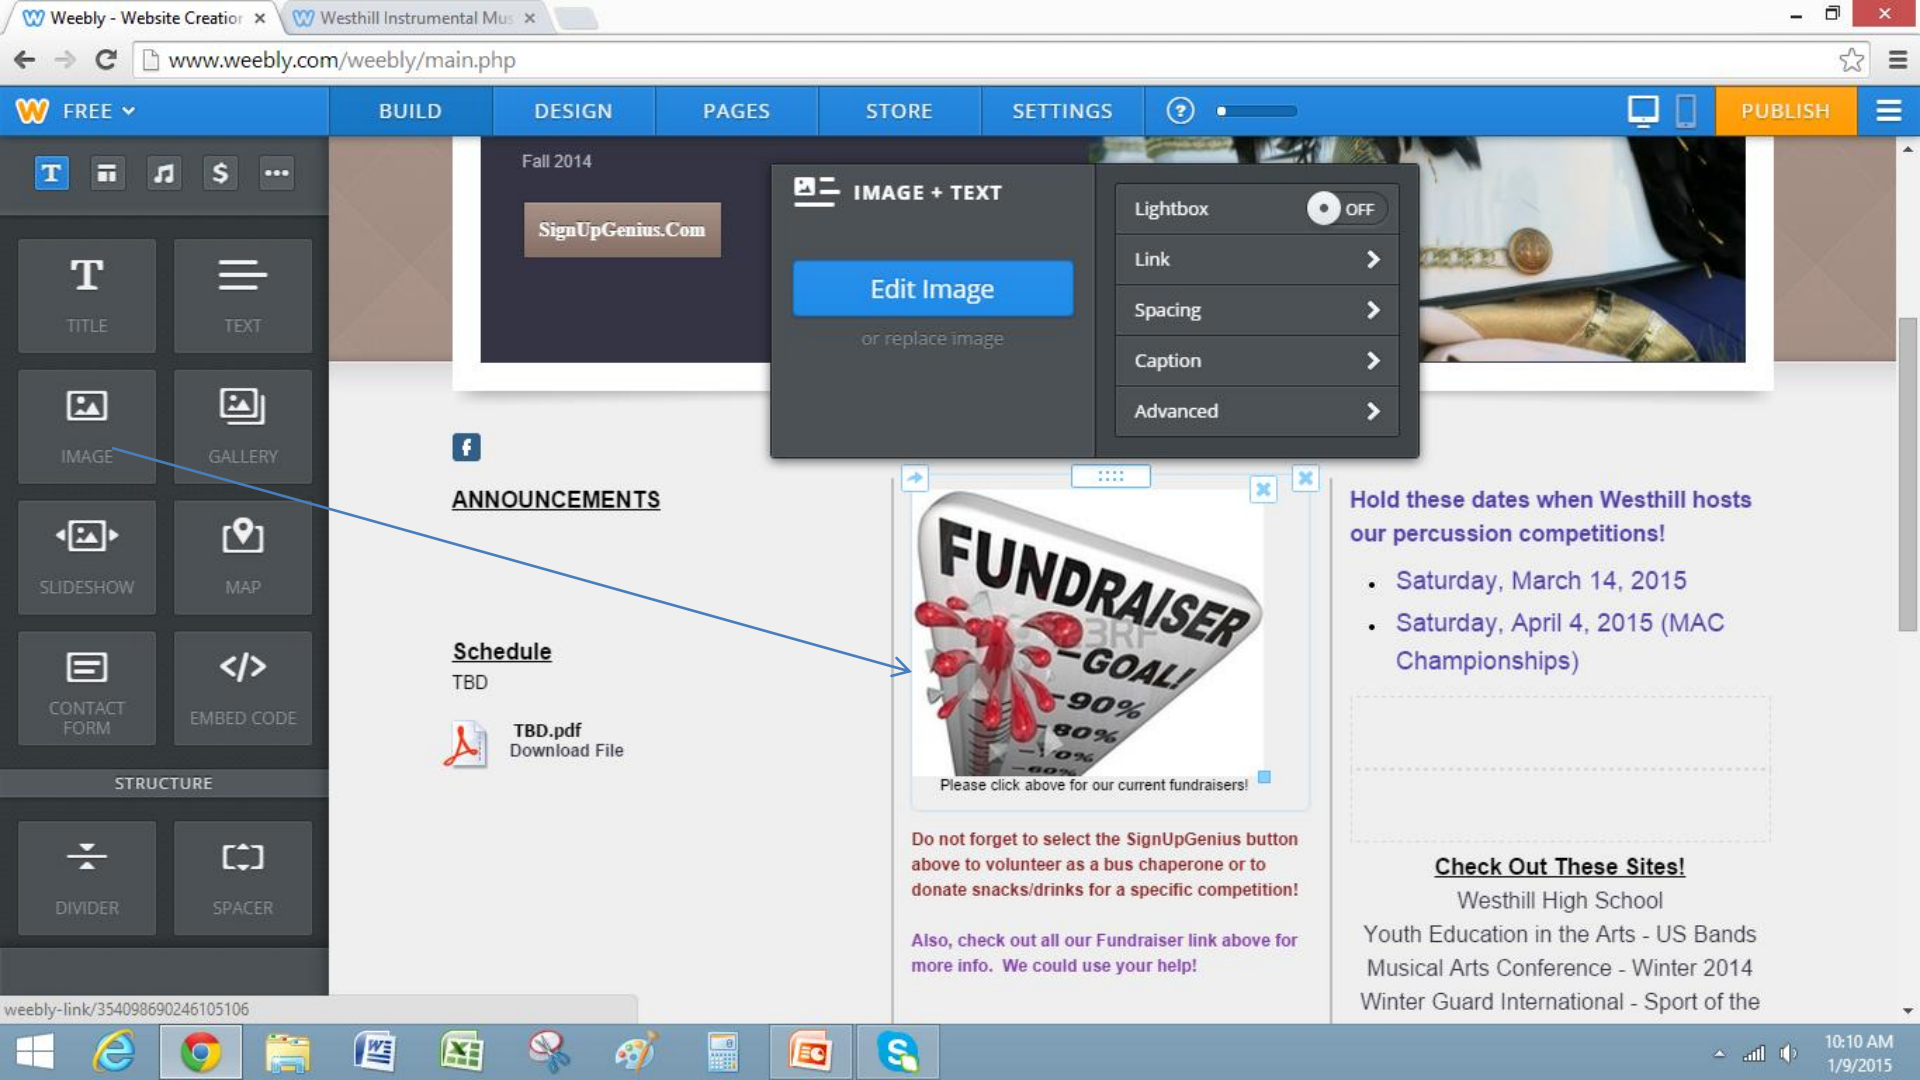 Weebly - Website Creation
Westhill Instrumental Mus
www.weebly.com/weebly/main.php
FREE
BUILD
DESIGN
PAGES
STORE
SETTINGS
?
PUBLISH
TITLE
TEXT
IMAGE
GALLERY
SLIDESHOW
MAP
CONTACT
FORM
EMBED CODE
STRUCTURE
DIVIDER
SPACER
weebly-link/354098690246105106
Fall 2014
SignUpGenius.Com
IMAGE + TEXT
Edit Image
or replace image
Lightbox
OFF
Link
Spacing
Caption
Advanced
ANNOUNCEMENTS
Schedule
TBD
TBD.pdf
Download File
FUNDRAISER
GOAL!
90%
80%
70%
60%
Please click above for our current fundraisers!
Do not forget to select the SignUpGenius button
above to volunteer as a bus chaperone or to
donate snacks/drinks for a specific competition!
Also, check out all our Fundraiser link above for
more info. We could use your help!
Hold these dates when Westhill hosts
our percussion competitions!
Saturday, March 14, 2015
Saturday, April 4, 2015 (MAC
Championships)
Check Out These Sites!
Westhill High School
Youth Education in the Arts - US Bands
Musical Arts Conference - Winter 2014
Winter Guard International - Sport of the
10:10 AM
1/9/2015